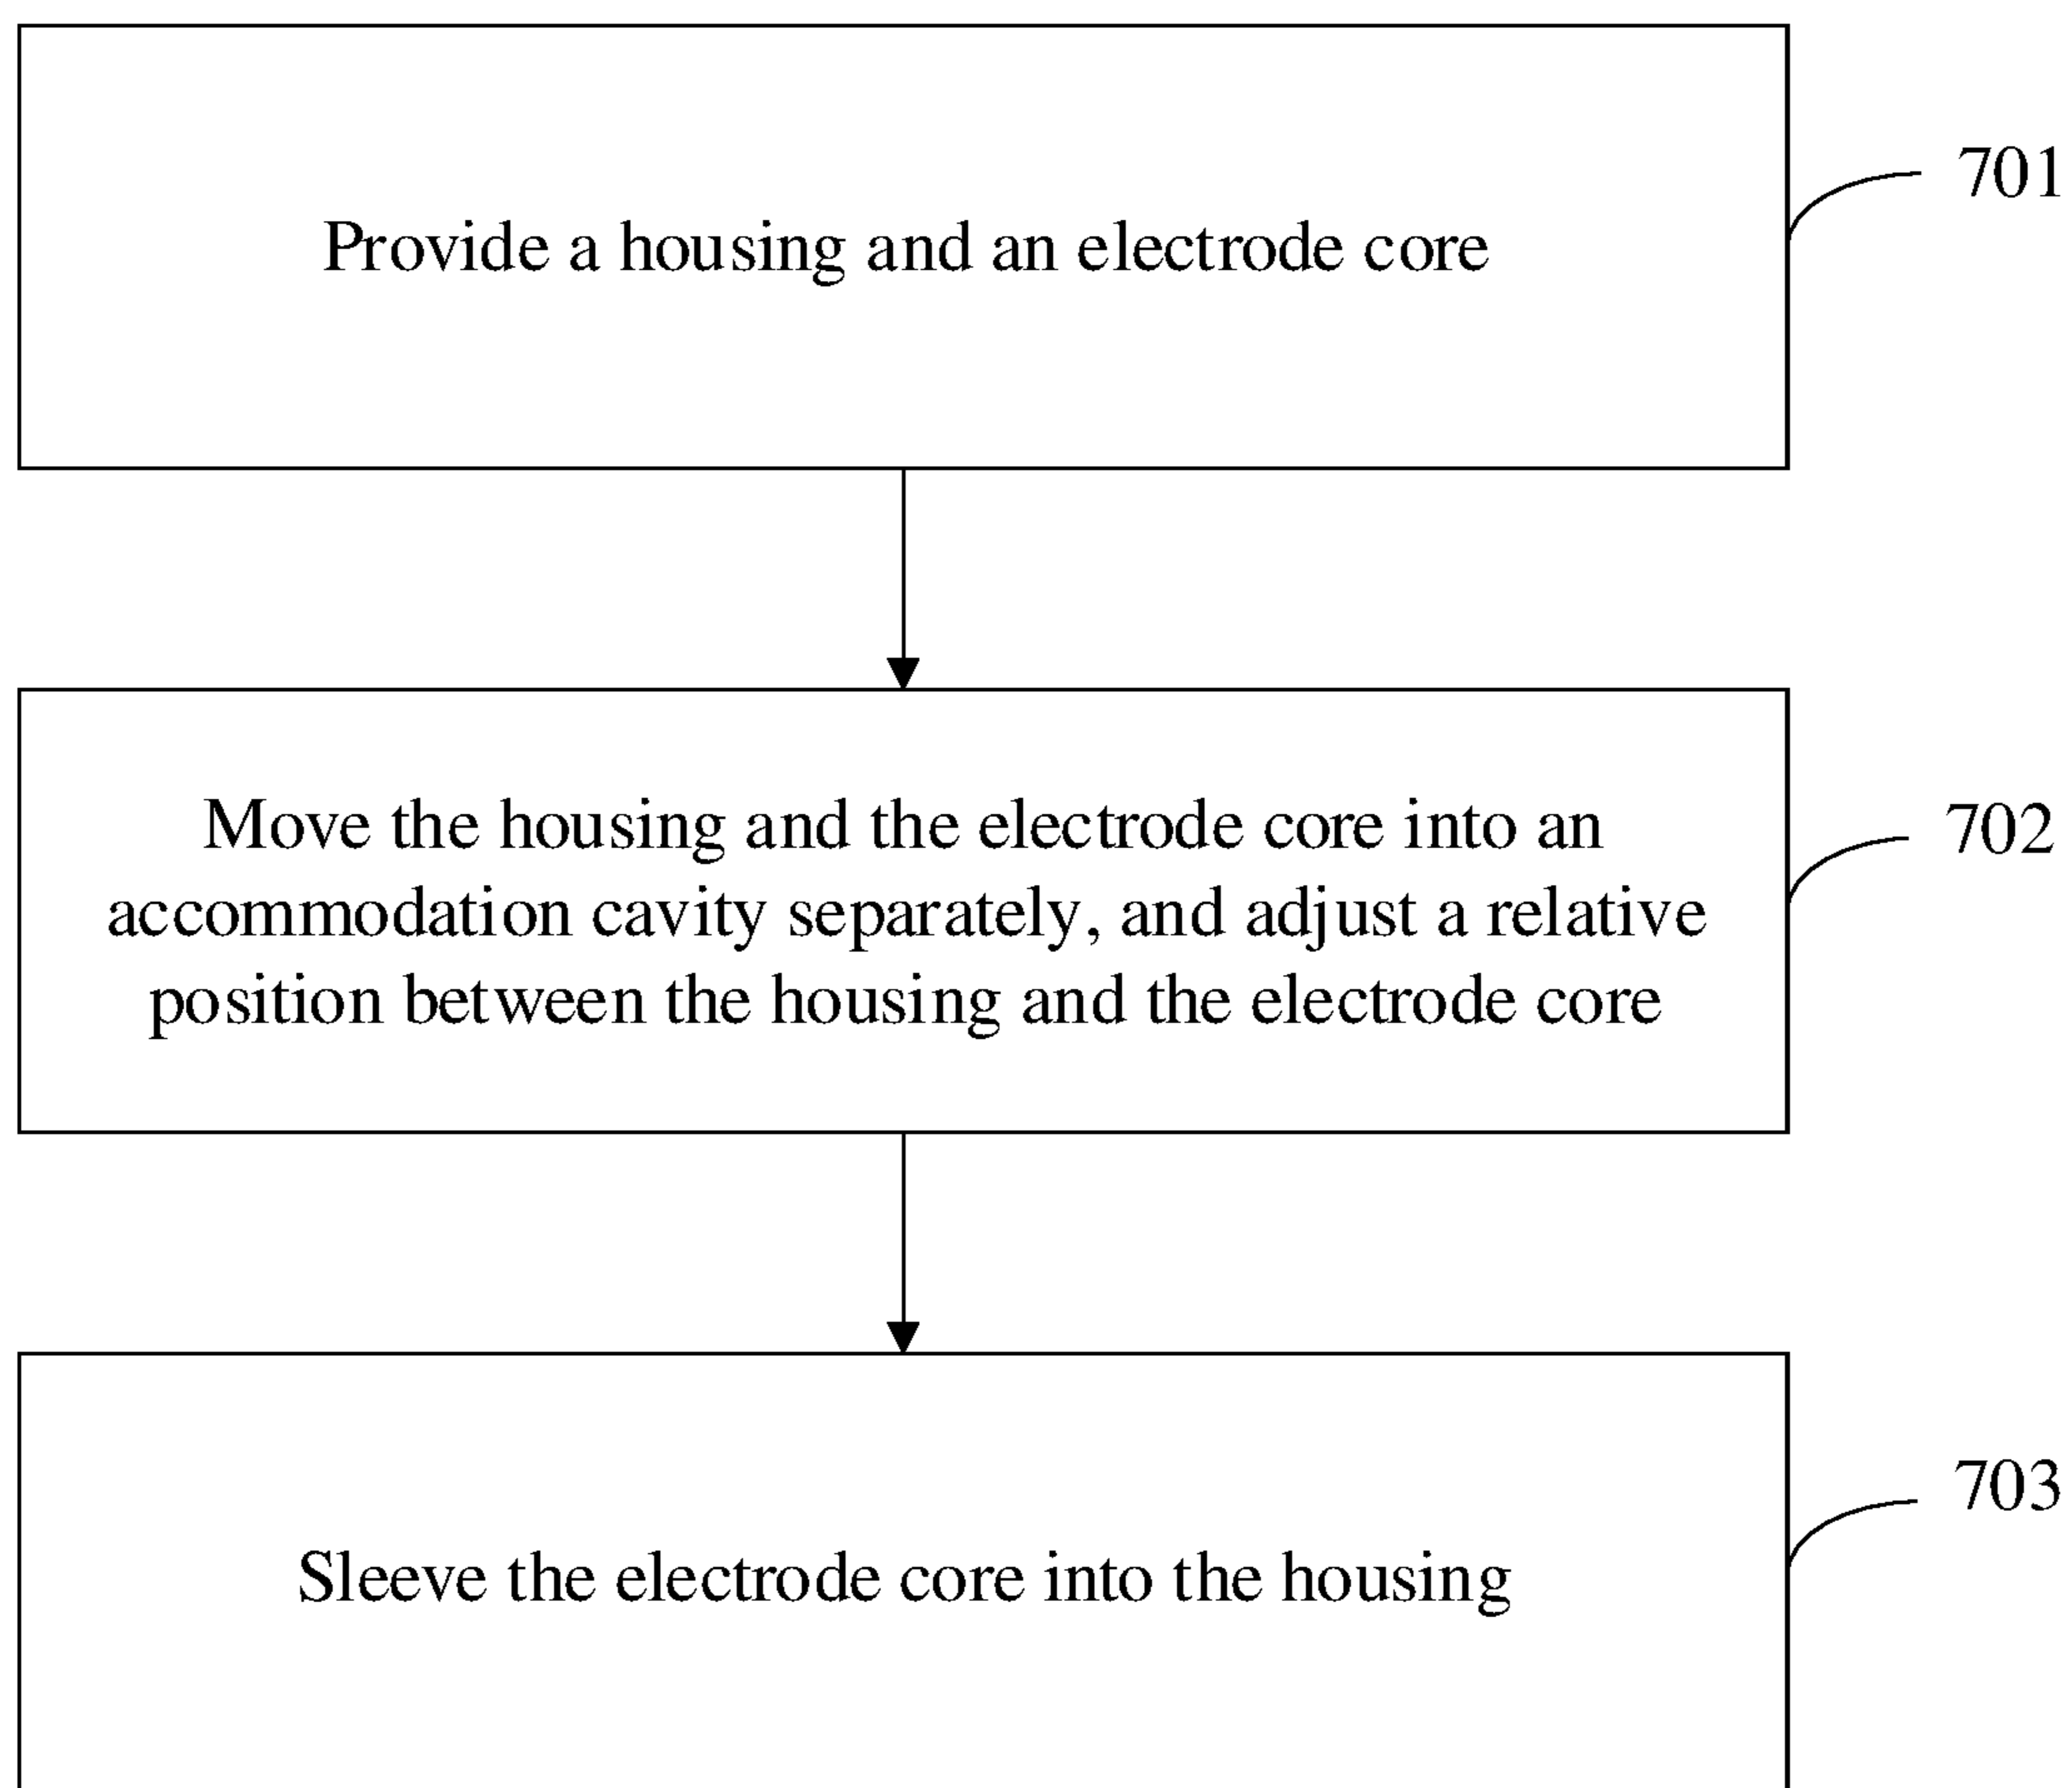 Provide a housing and an electrode core
701
Move the housing and the electrode core into an
accommodation cavity separately, and adjust a relative
position between the housing and the electrode core
702
Sleeve the electrode core into the housing
703